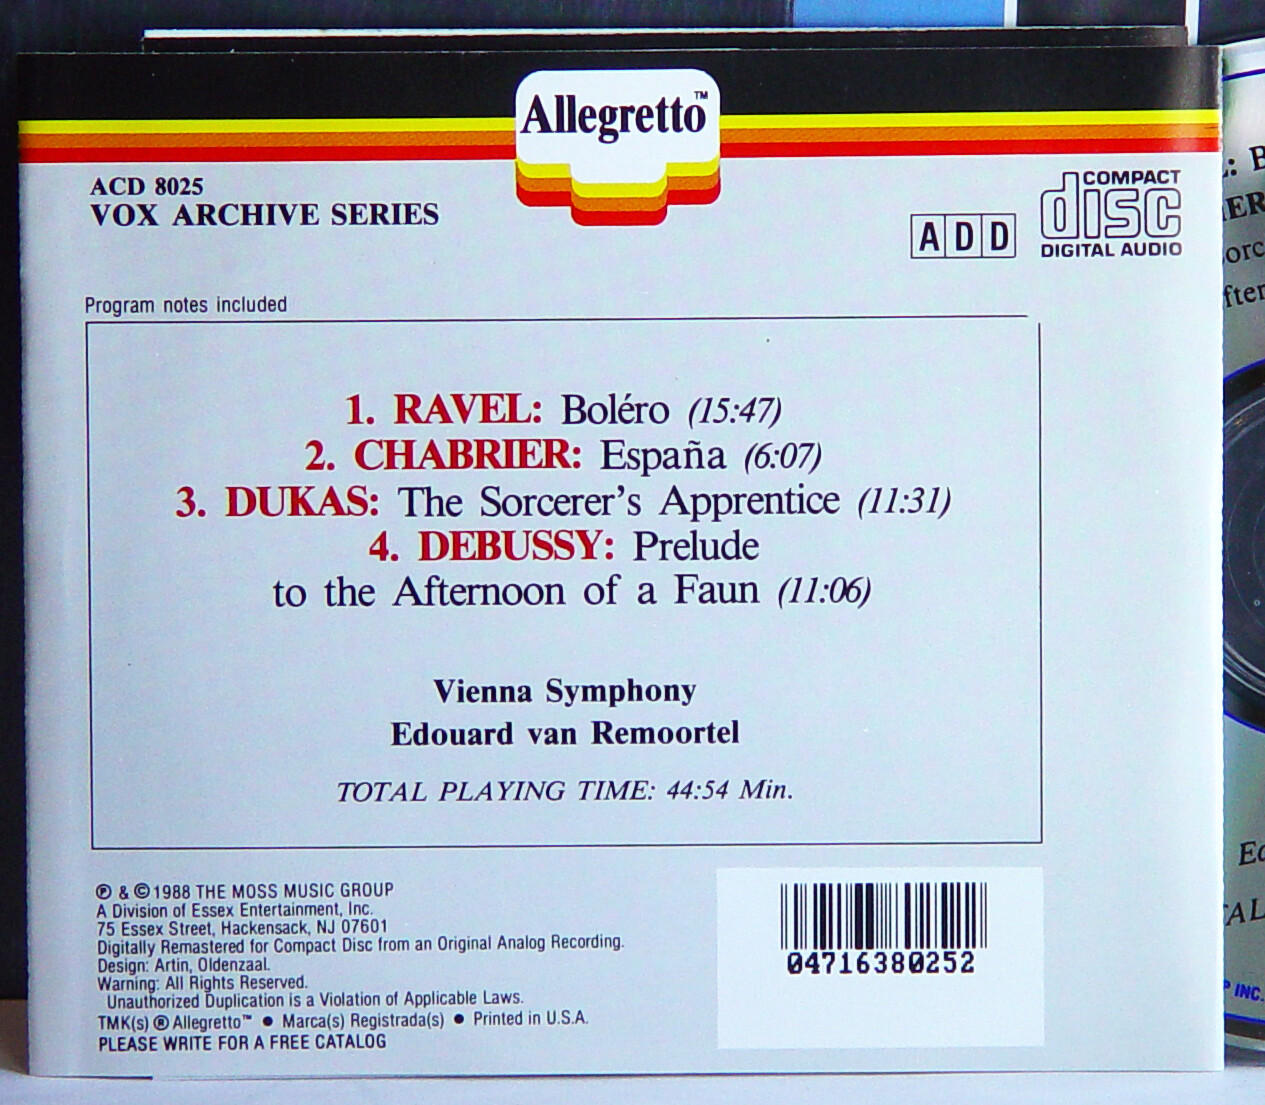 Allegretto™
ACD 8025
VOX ARCHIVE SERIES
ADD
COMPACT
disc
DIGITAL AUDIO
Program notes included
1. RAVEL: Boléro (15:47)
2. CHABRIER: España (6:07)
3. DUKAS: The Sorcerer's Apprentice (11:31)
4. DEBUSSY: Prelude
to the Afternoon of a Faun (11:06)
Vienna Symphony
Edouard van Remoortel
TOTAL PLAYING TIME: 44:54 Min.
℗ & © 1988 THE MOSS MUSIC GROUP
A Division of Essex Entertainment, Inc.
75 Essex Street, Hackensack, NJ 07601
Digitally Remastered for Compact Disc from an Original Analog Recording.
Design: Artin, Oldenzaal.
Warning: All Rights Reserved.
Unauthorized Duplication is a Violation of Applicable Laws.
TMK(s) ® Allegretto™ ● Marca(s) Registrada(s) ● Printed in U.S.A.
PLEASE WRITE FOR A FREE CATALOG
04716380252
INC.